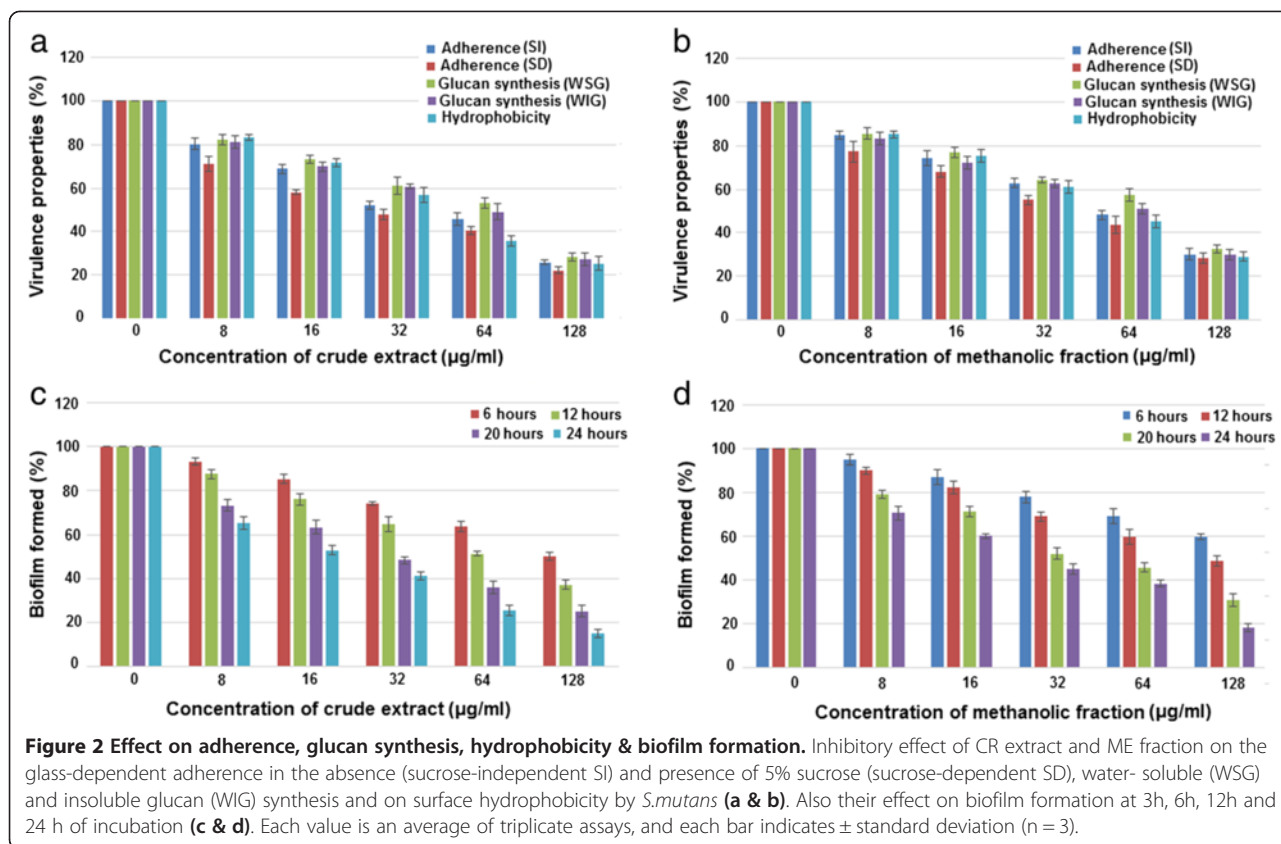 a
Adherence (SI)
Adherence (SD)
Glucan synthesis (WSG)
Glucan synthesis (WIG)
Hydrophobicity
Virulence properties (%)
120
100
80
60
40
20
0
0 8 16 32 64 128
Concentration of crude extract (µg/ml)
b
Adherence (SI)
Adherence (SD)
Glucan synthesis (WSG)
Glucan synthesis (WIG)
Hydrophobicity
Virulence properties (%)
120
100
80
60
40
20
0
0 8 16 32 64 128
Concentration of methanolic fraction (µg/ml)
c
6 hours 12 hours
20 hours 24 hours
Biofilm formed (%)
120
100
80
60
40
20
0
0 8 16 32 64 128
Concentration of crude extract (µg/ml)
d
6 hours 12 hours
20 hours 24 hours
Biofilm formed (%)
120
100
80
60
40
20
0
0 8 16 32 64 128
Concentration of methanolic fraction (µg/ml)
Figure 2 Effect on adherence, glucan synthesis, hydrophobicity & biofilm formation. Inhibitory effect of CR extract and ME fraction on the
glass-dependent adherence in the absence (sucrose-independent SI) and presence of 5% sucrose (sucrose-dependent SD), water- soluble (WSG)
and insoluble glucan (WIG) synthesis and on surface hydrophobicity by S.mutans (a & b). Also their effect on biofilm formation at 3h, 6h, 12h and
24 h of incubation (c & d). Each value is an average of triplicate assays, and each bar indicates ± standard deviation (n = 3).